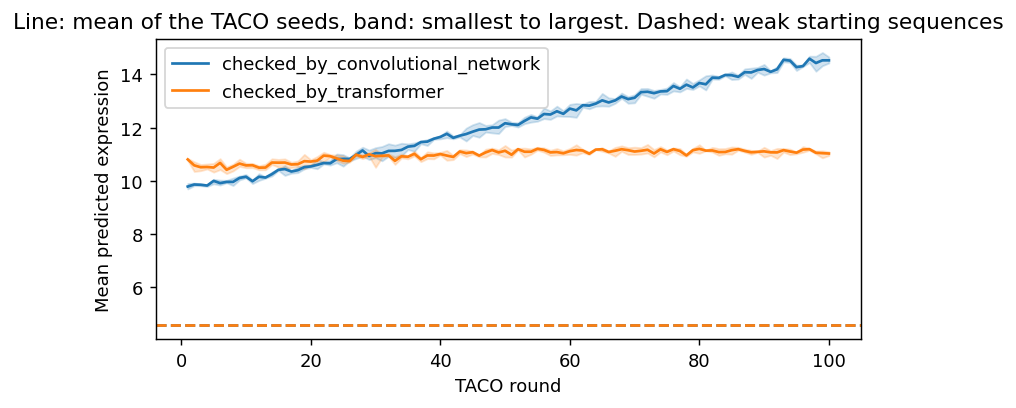 Line: mean of the TACO seeds, band: smallest to largest. Dashed: weak starting sequences
checked_by_convolutional_network
checked_by_transformer
Mean predicted expression
14
12
10
8
6
0
20
40
60
80
100
TACO round